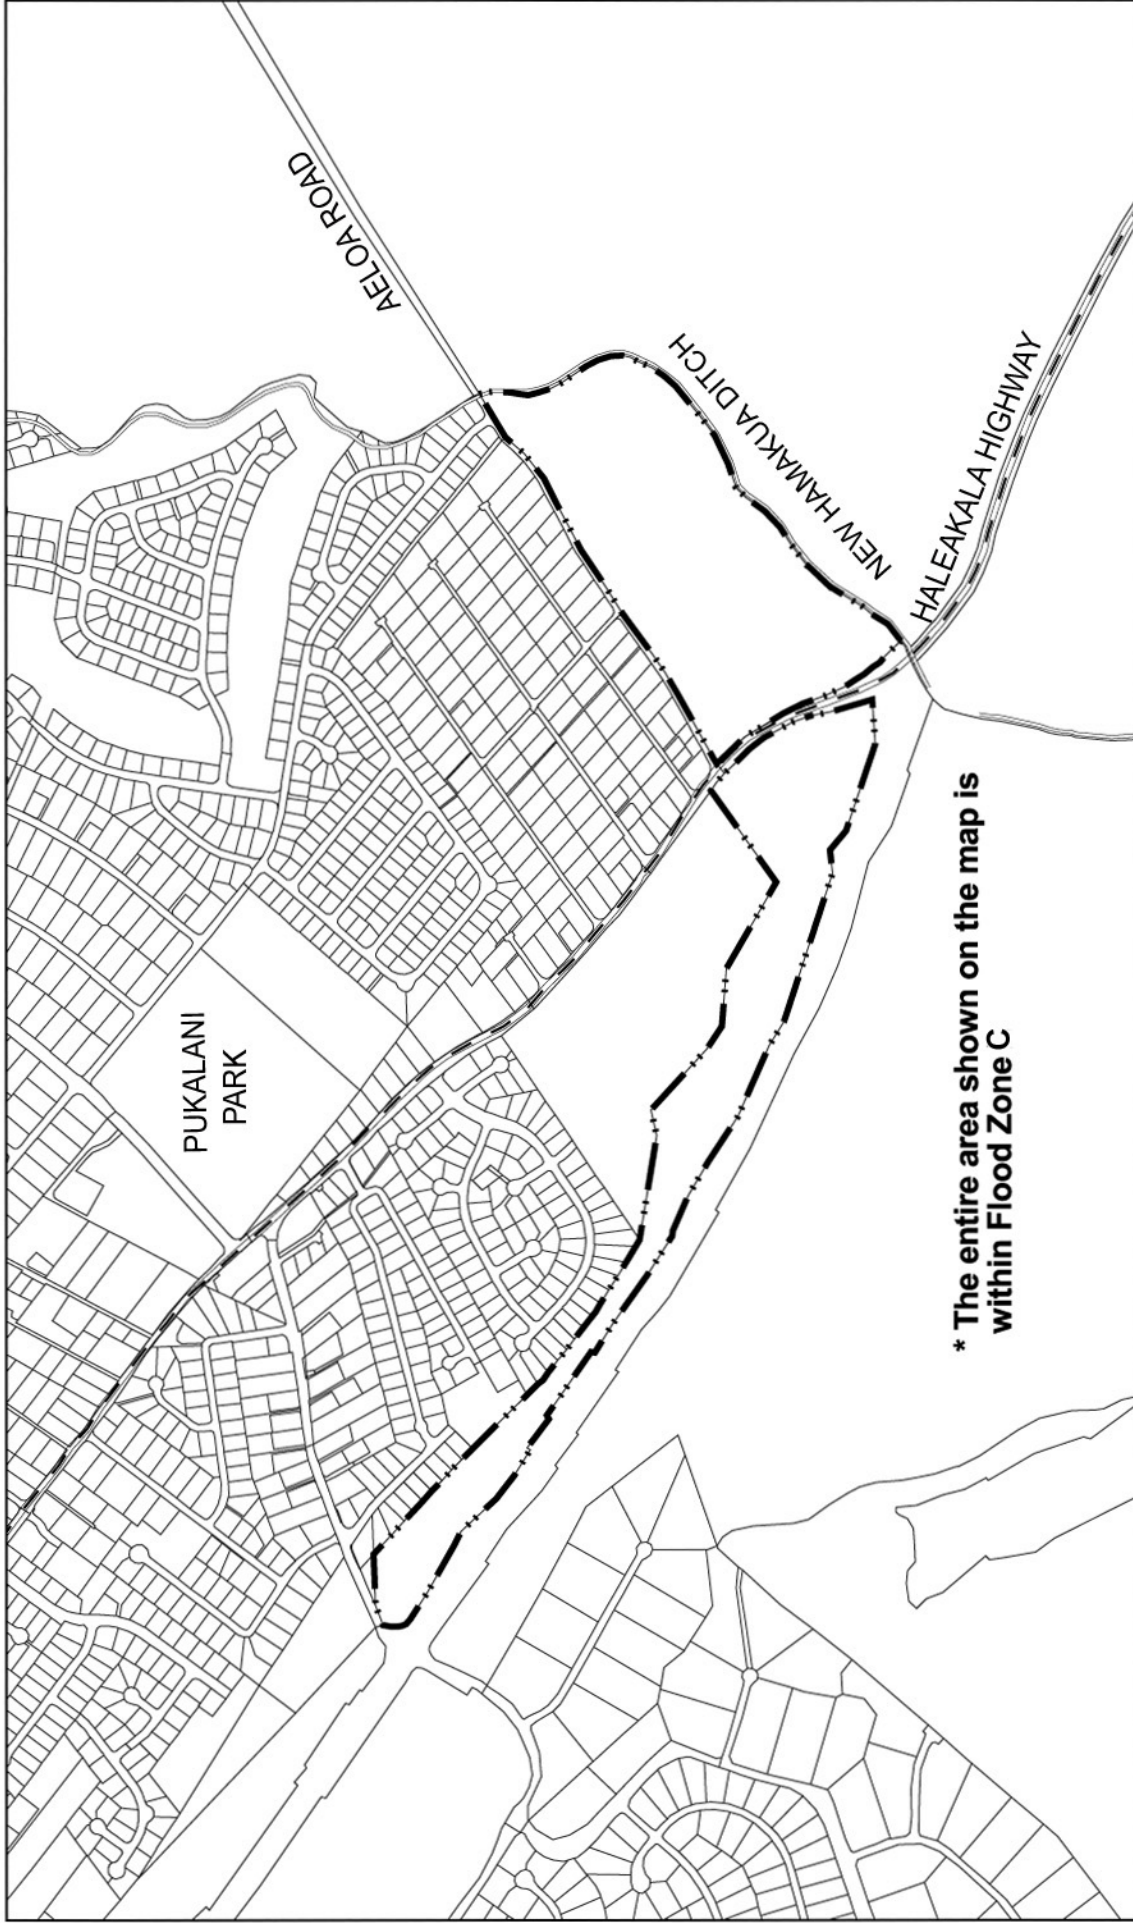 AELOA ROAD
NEW HAMAKUA DITCH
HALEAKALA HIGHWAY
PUKALANI
PARK
* The entire area shown on the map is
within Flood Zone C